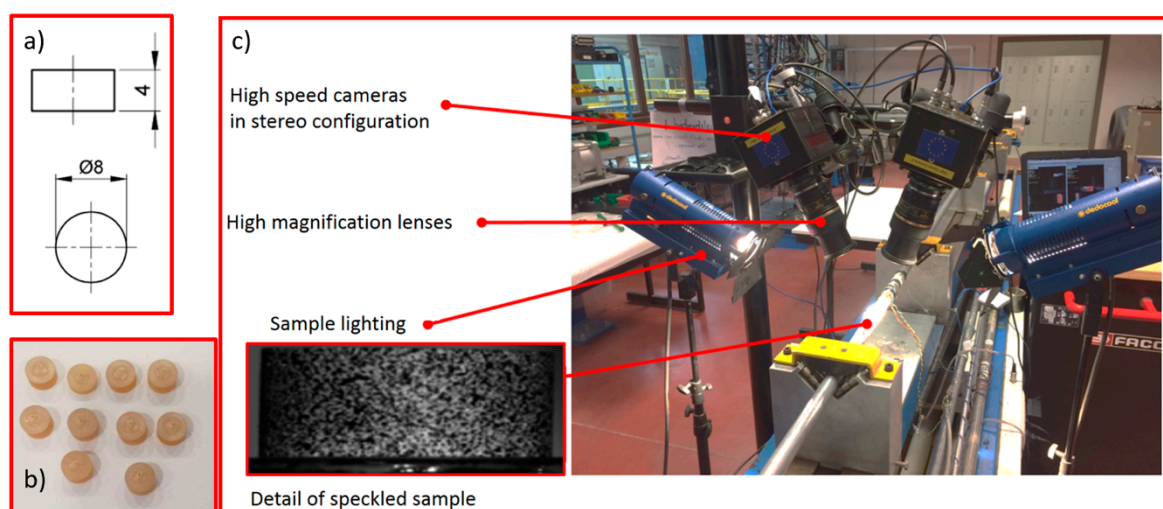 a)
4
Ø8
b)
c)
High speed cameras
in stereo configuration
High magnification lenses
Sample lighting
Detail of speckled sample
dedocool
dedocool
FACO